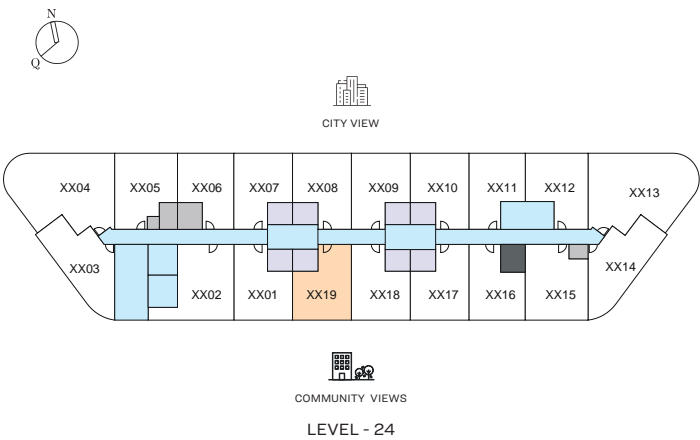 N
Q
CITY VIEW
XX04 XX05 XX06 XX07 XX08 XX09 XX10 XX11 XX12 XX13
XX03 XX02 XX01 XX19 XX18 XX17 XX16 XX15 XX14
COMMUNITY VIEWS
LEVEL - 24